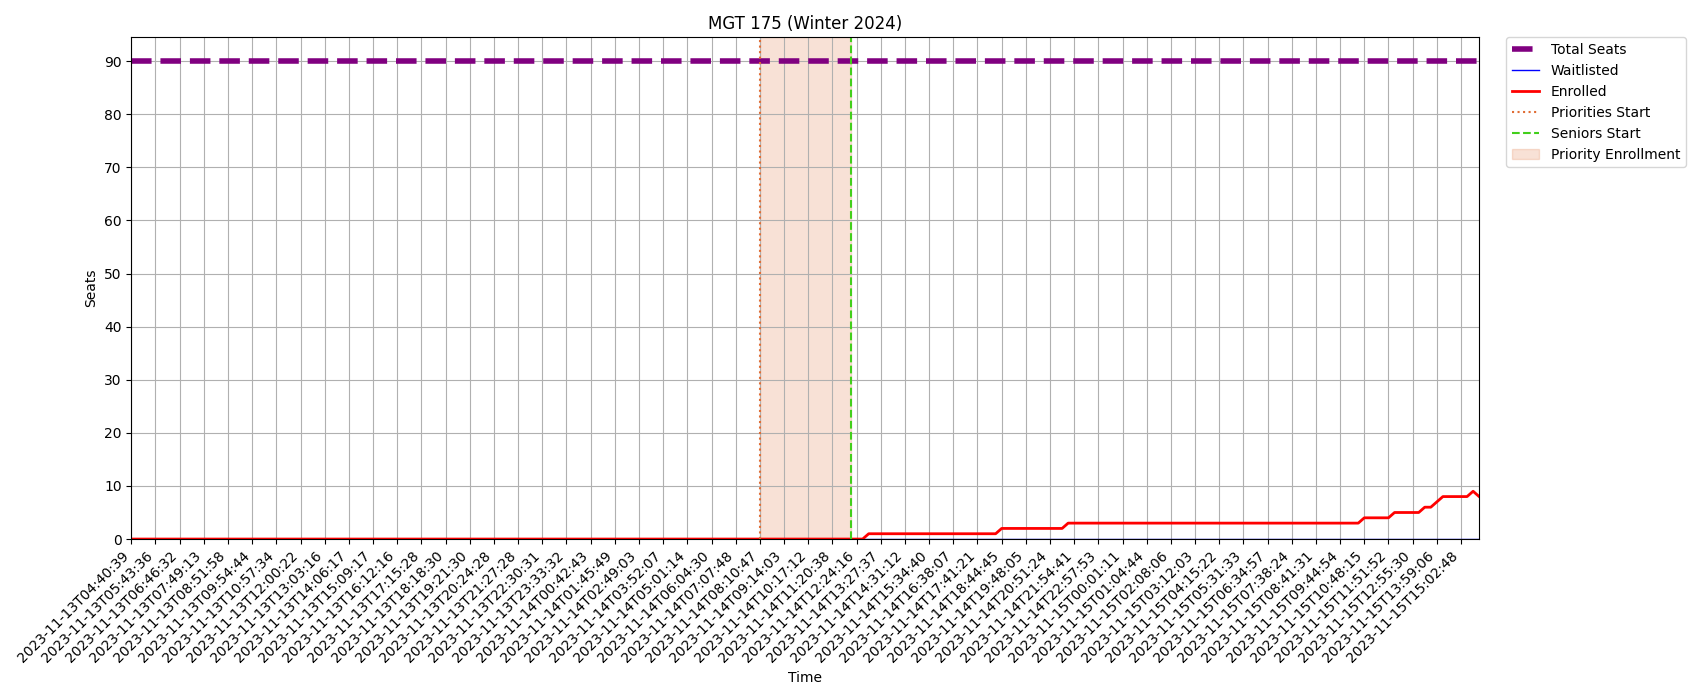 MGT 175 (Winter 2024)
Total Seats
Waitlisted
Enrolled
Priorities Start
Seniors Start
Priority Enrollment
Seats
90
80
70
60
50
40
30
20
10
0
2023-11-13T04:40:39
2023-11-13T05:43:36
2023-11-13T06:46:32
2023-11-13T07:49:13
2023-11-13T08:51:58
2023-11-13T09:54:44
2023-11-13T10:57:34
2023-11-13T12:00:22
2023-11-13T13:03:16
2023-11-13T14:06:17
2023-11-13T15:09:17
2023-11-13T16:12:16
2023-11-13T17:15:28
2023-11-13T18:18:30
2023-11-13T19:21:30
2023-11-13T20:24:28
2023-11-13T21:27:28
2023-11-13T22:30:31
2023-11-13T23:33:32
2023-11-14T00:42:43
2023-11-14T01:45:49
2023-11-14T02:49:03
2023-11-14T03:52:07
2023-11-14T05:01:14
2023-11-14T06:04:30
2023-11-14T07:07:48
2023-11-14T08:10:47
2023-11-14T09:14:03
2023-11-14T10:17:12
2023-11-14T11:20:38
2023-11-14T12:24:16
2023-11-14T13:27:37
2023-11-14T14:31:12
2023-11-14T15:34:40
2023-11-14T16:38:07
2023-11-14T17:41:21
2023-11-14T18:44:45
2023-11-14T19:48:05
2023-11-14T20:51:24
2023-11-14T21:54:41
2023-11-14T22:57:53
2023-11-15T00:01:11
2023-11-15T01:04:44
2023-11-15T02:08:06
2023-11-15T03:12:03
2023-11-15T04:15:22
2023-11-15T05:31:33
2023-11-15T06:34:57
2023-11-15T07:38:24
2023-11-15T08:41:31
2023-11-15T09:44:54
2023-11-15T10:48:15
2023-11-15T11:51:52
2023-11-15T12:55:30
2023-11-15T13:59:06
2023-11-15T15:02:48
Time